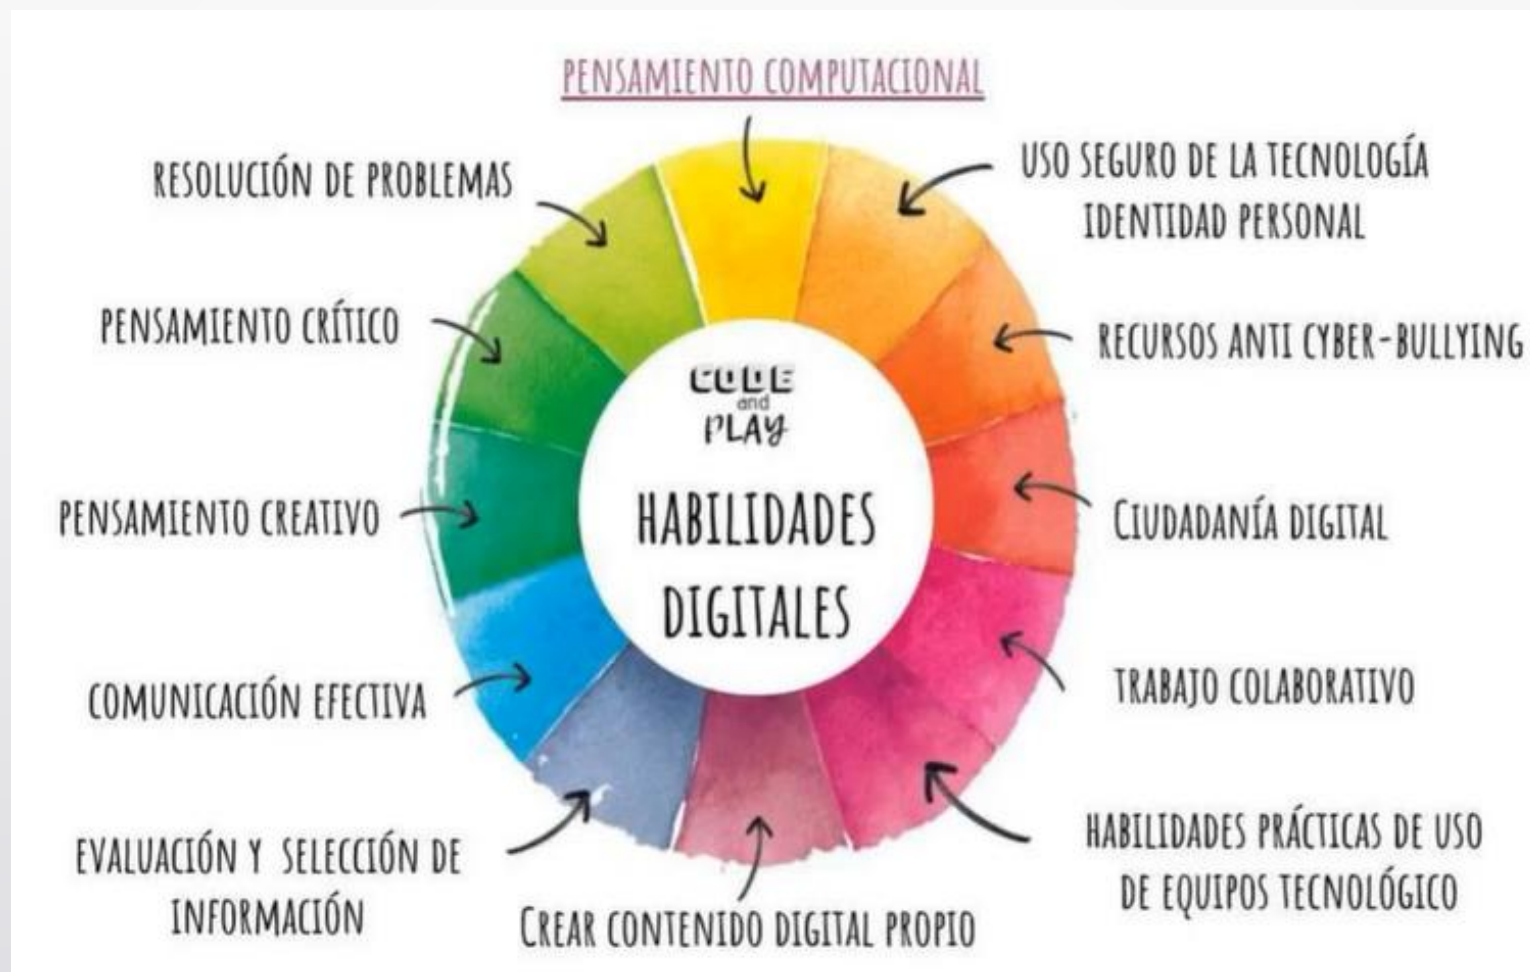 PENSAMIENTO COMPUTACIONAL
USO SEGURO DE LA TECNOLOGÍA
IDENTIDAD PERSONAL
RECURSOS ANTI CYBER-BULLYING
CIUDADANÍA DIGITAL
TRABAJO COLABORATIVO
HABILIDADES PRÁCTICAS DE USO
DE EQUIPOS TECNOLÓGICO
CREAR CONTENIDO DIGITAL PROPIO
EVALUACIÓN Y SELECCIÓN DE
INFORMACIÓN
COMUNICACIÓN EFECTIVA
PENSAMIENTO CREATIVO
PENSAMIENTO CRÍTICO
RESOLUCIÓN DE PROBLEMAS
CODE
and
PLAY
HABILIDADES
DIGITALES